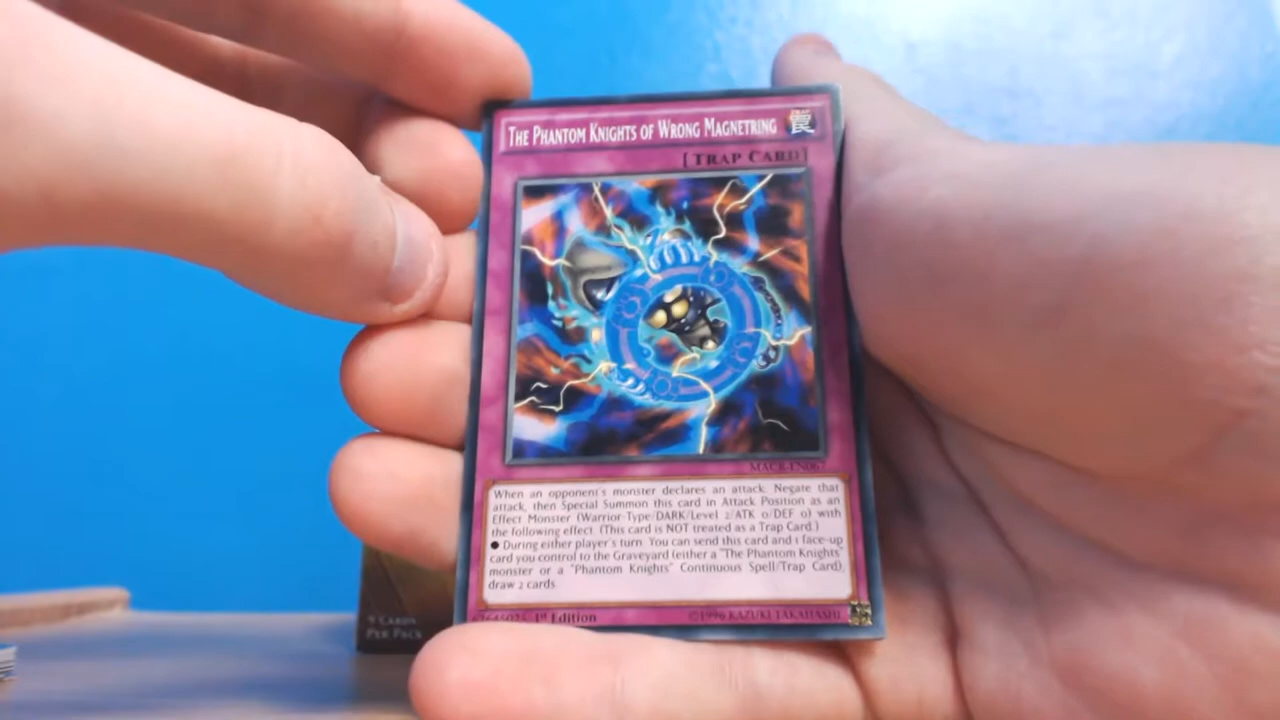 THE PHANTOM KNIGHTS OF WRONG MAGNETRING 罠
[TRAP CARD]
MACR-EN067
When an opponent's monster declares an attack: Negate that
attack, then Special Summon this card in Attack Position as an
Effect Monster (Warrior-Type/DARK/Level 2/ATK 0/DEF 0) with
the following effect. (This card is NOT treated as a Trap Card.)
● During either player's turn: You can send this card and 1 face-up
card you control to the Graveyard (either a "The Phantom Knights"
monster or a "Phantom Knights" Continuous Spell/Trap Card);
draw 2 cards.
1st Edition
©1996 KAZUKI TAKAHASHI
9 CARDS
PER PACK